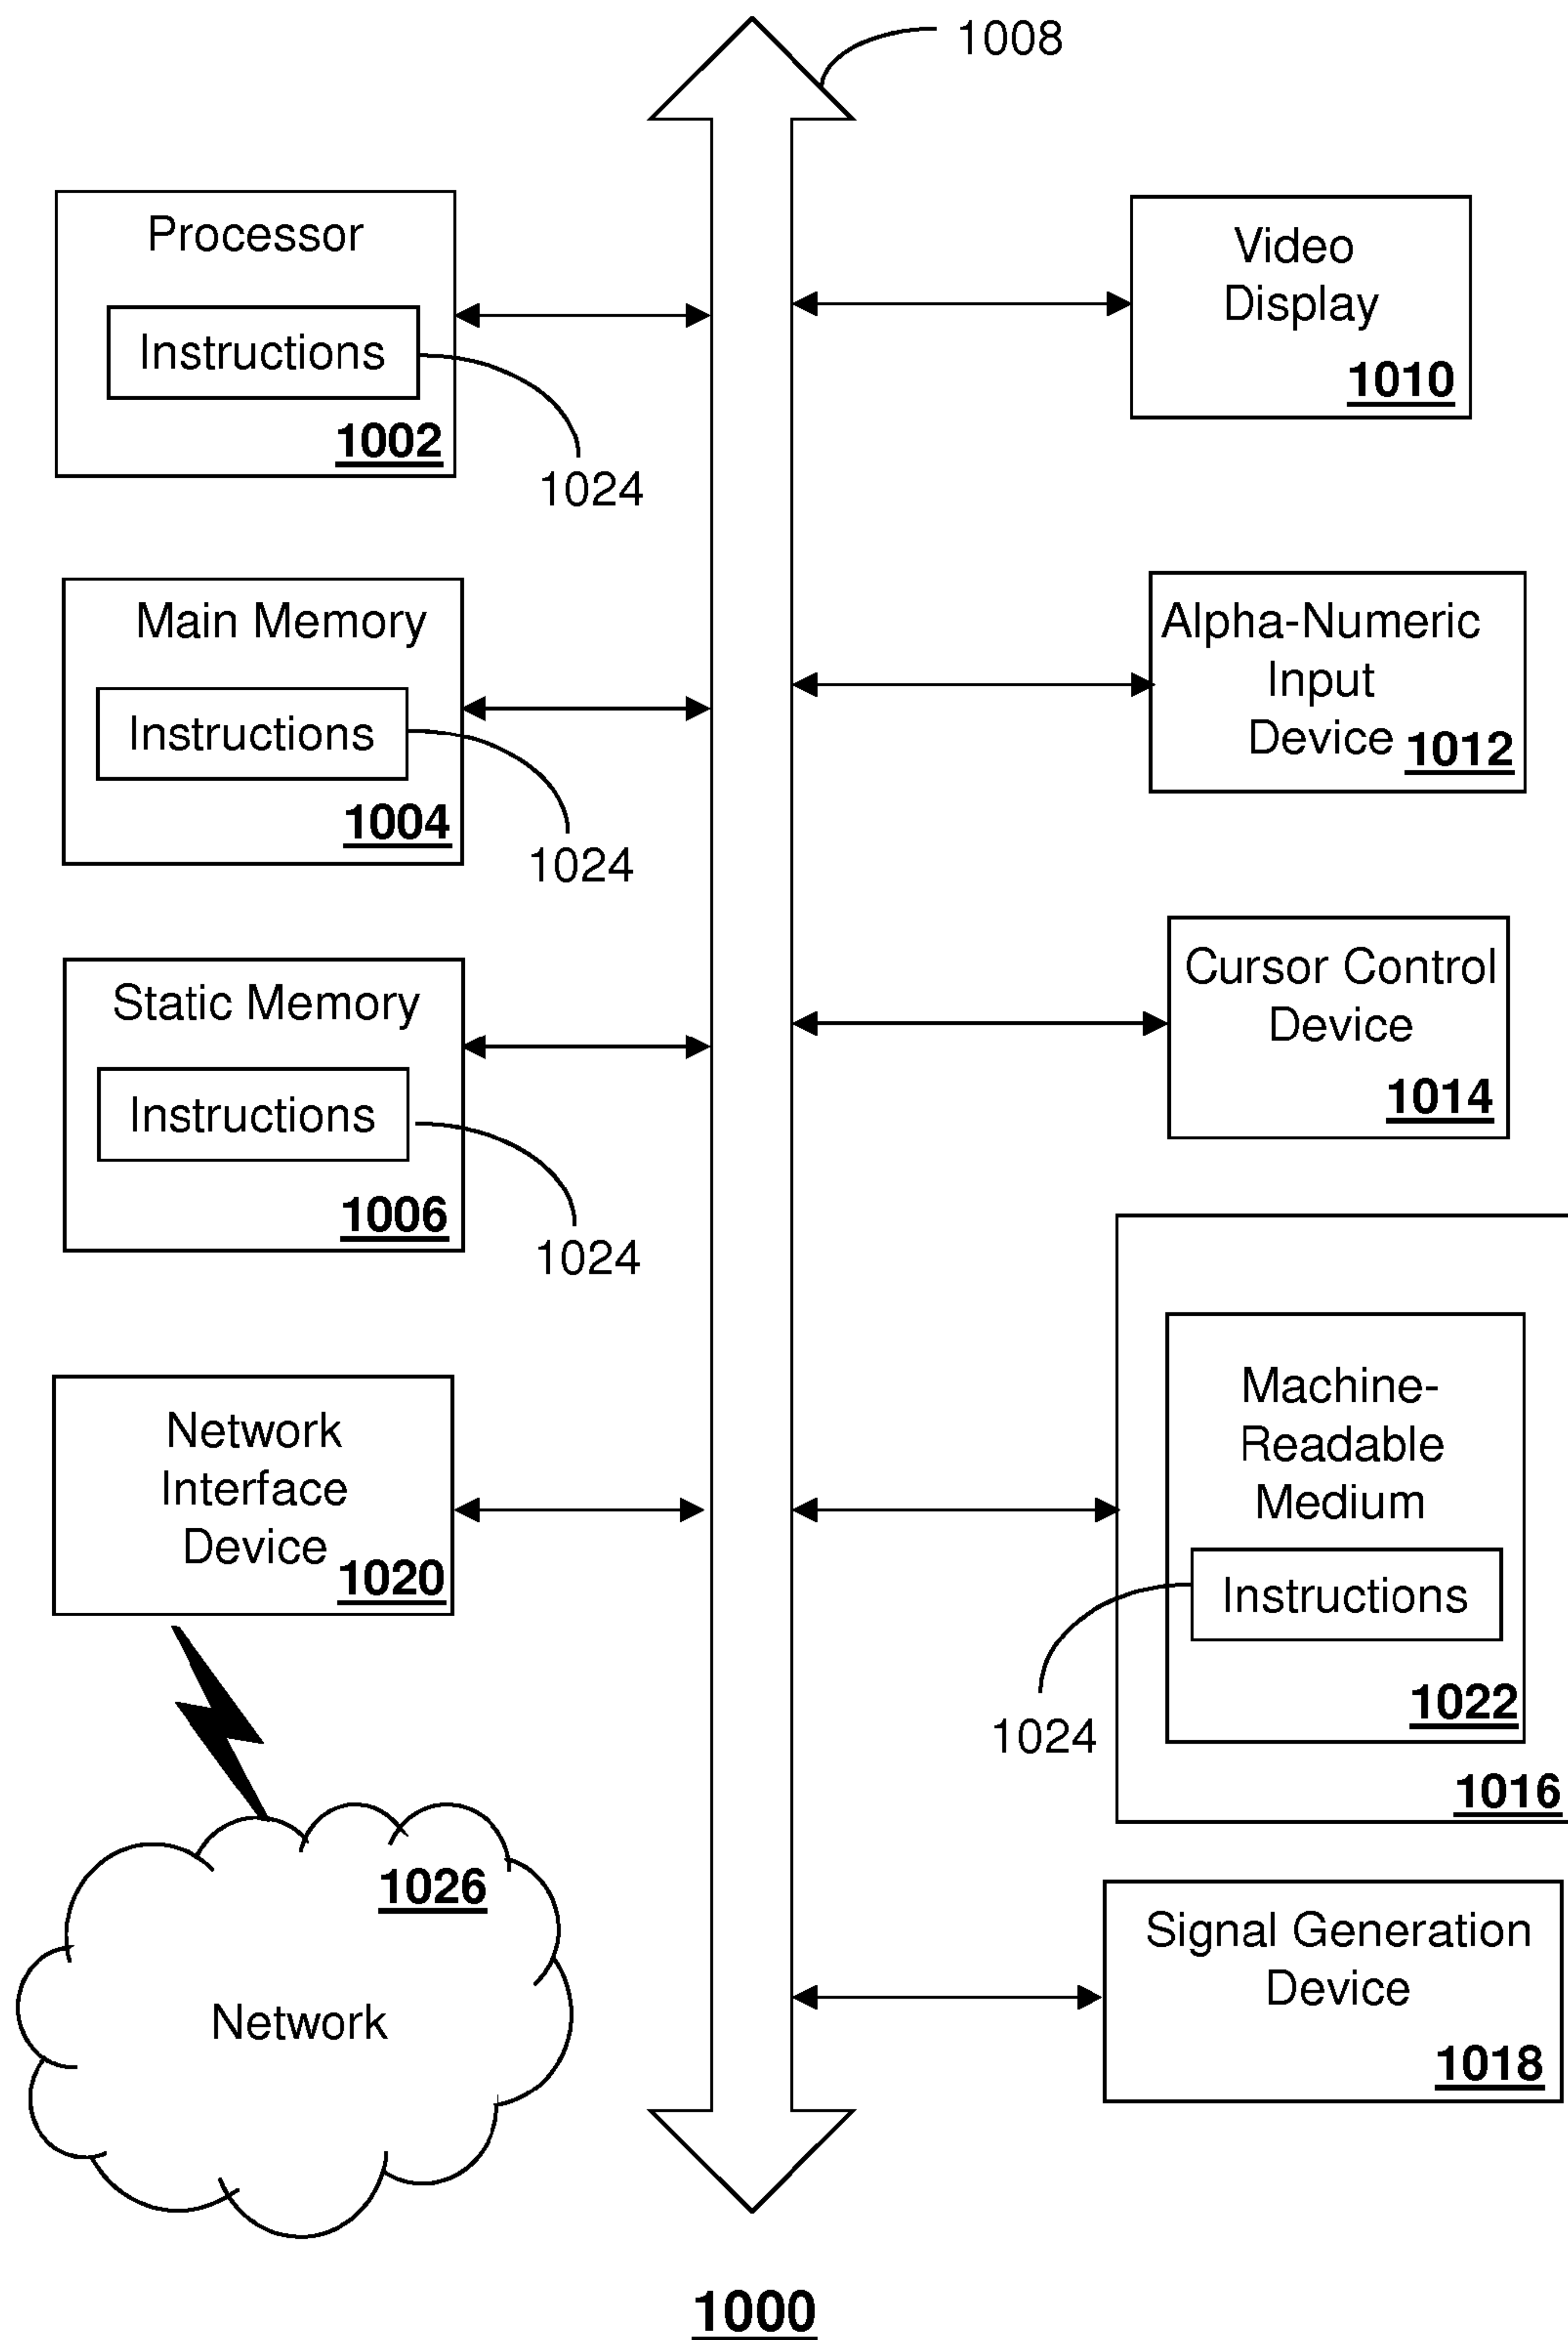 1008
Processor
Instructions
1002
1024
Main Memory
Instructions
1004
1024
Static Memory
Instructions
1006
1024
Network
Interface
Device
1020
1026
Network
Video
Display
1010
Alpha-Numeric
Input
Device 1012
Cursor Control
Device
1014
Machine-
Readable
Medium
Instructions
1022
1024
1016
Signal Generation
Device
1018
1000